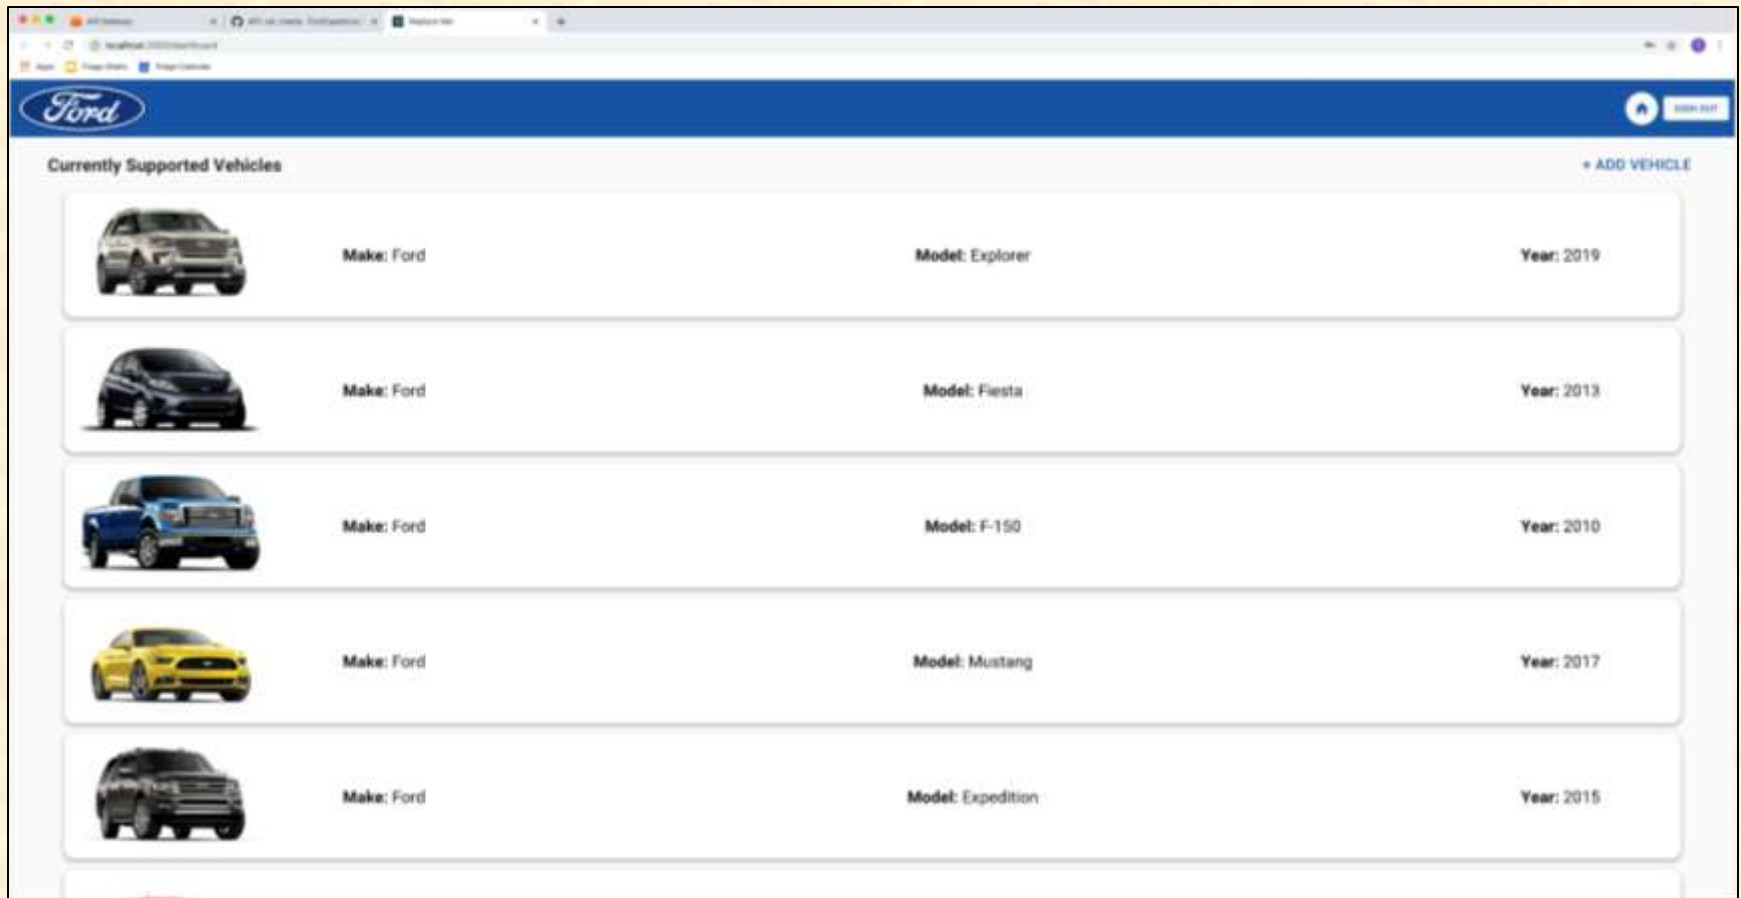 Ford
Currently Supported Vehicles
+ ADD VEHICLE
Make: Ford Model: Explorer Year: 2019
Make: Ford Model: Fiesta Year: 2013
Make: Ford Model: F-150 Year: 2010
Make: Ford Model: Mustang Year: 2017
Make: Ford Model: Expedition Year: 2015